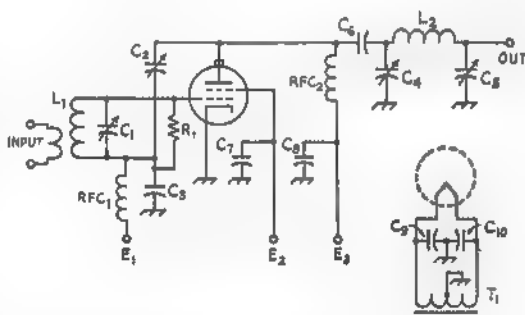 C₆
L₂
C₂
OUT
RFC₂
C₄
C₅
L₁
INPUT
C₁
R₁
C₇
C₈
RFC₁
C₃
C₉
C₁₀
E₁
E₂
E₃
T₁